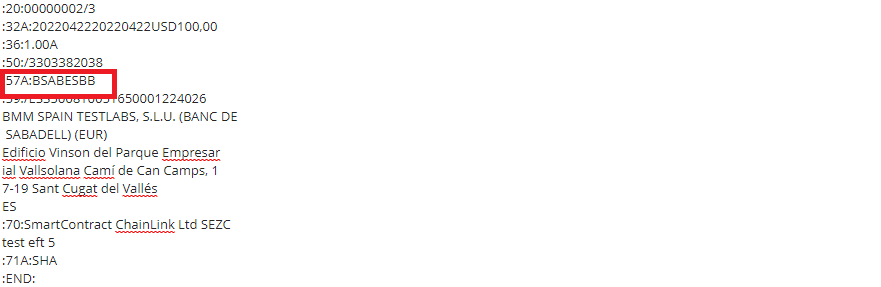 :20:00000002/3
:32A:2022042220220422USD100,00
:36:1.00A
:50:/3303382038
57A:BSABESBB
BMM SPAIN TESTLABS, S.L.U. (BANC DE
SABADELL) (EUR)
Edificio Vinson del Parque Empresar
ial Vallsolana Camí de Can Camps, 1
7-19 Sant Cugat del Vallés
ES
:70:SmartContract ChainLink Ltd SEZC
test eft 5
:71A:SHA
:END: